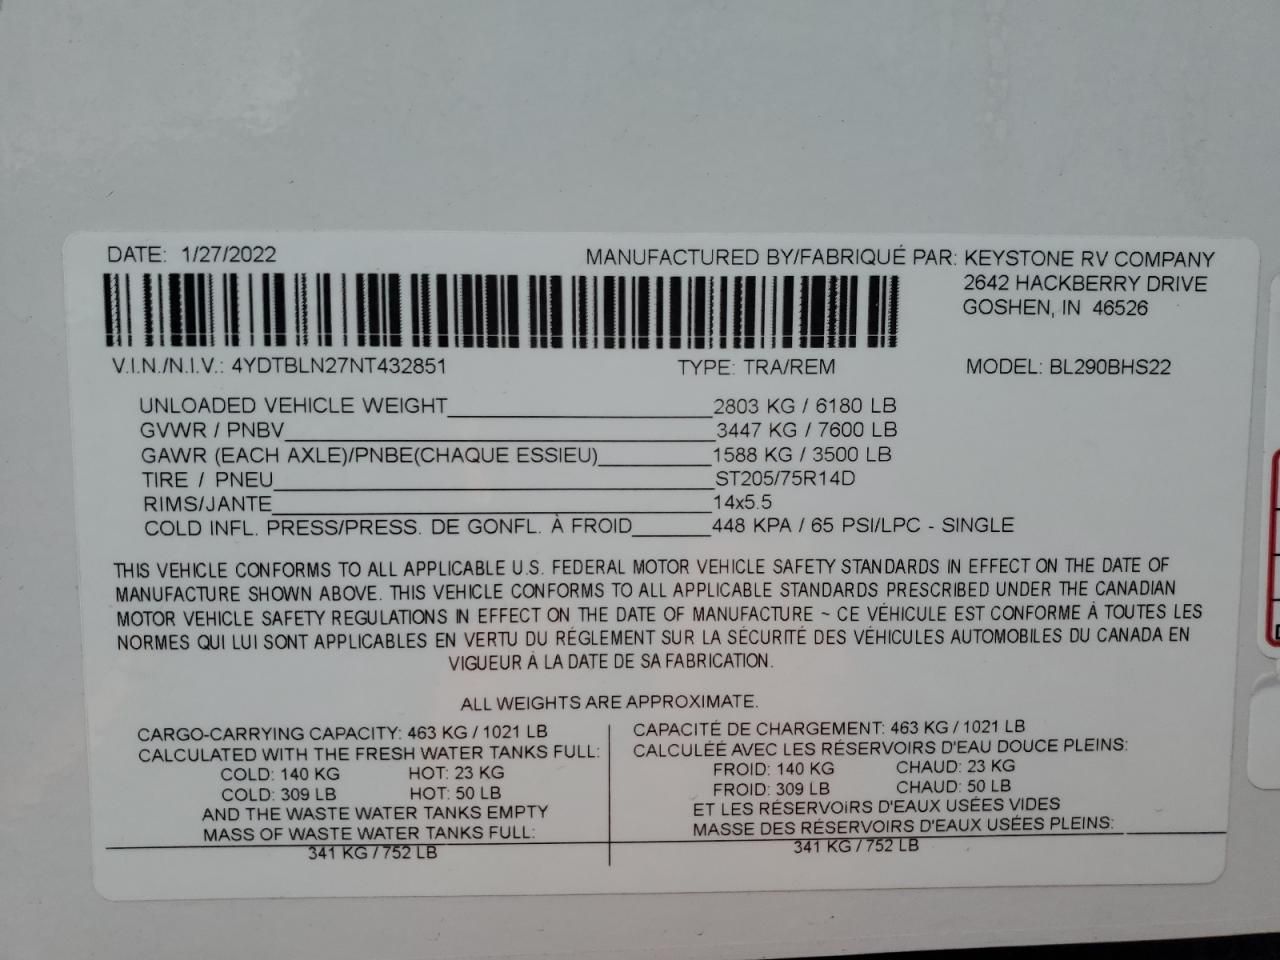 DATE: 1/27/2022
MANUFACTURED BY/FABRIQUÉ PAR: KEYSTONE RV COMPANY
2642 HACKBERRY DRIVE
GOSHEN, IN 46526
V.I.N./N.I.V.: 4YDTBLN27NT432851 TYPE: TRA/REM MODEL: BL290BHS22
UNLOADED VEHICLE WEIGHT 2803 KG / 6180 LB
GVWR / PNBV 3447 KG / 7600 LB
GAWR (EACH AXLE)/PNBE(CHAQUE ESSIEU) 1588 KG / 3500 LB
TIRE / PNEU ST205/75R14D
RIMS/JANTE 14x5.5
COLD INFL. PRESS/PRESS. DE GONFL. À FROID 448 KPA / 65 PSI/LPC - SINGLE
THIS VEHICLE CONFORMS TO ALL APPLICABLE U.S. FEDERAL MOTOR VEHICLE SAFETY STANDARDS IN EFFECT ON THE DATE OF
MANUFACTURE SHOWN ABOVE. THIS VEHICLE CONFORMS TO ALL APPLICABLE STANDARDS PRESCRIBED UNDER THE CANADIAN
MOTOR VEHICLE SAFETY REGULATIONS IN EFFECT ON THE DATE OF MANUFACTURE ~ CE VÉHICULE EST CONFORME À TOUTES LES
NORMES QUI LUI SONT APPLICABLES EN VERTU DU RÉGLEMENT SUR LA SÉCURITÉ DES VÉHICULES AUTOMOBILES DU CANADA EN
VIGUEUR À LA DATE DE SA FABRICATION.
ALL WEIGHTS ARE APPROXIMATE.
CARGO-CARRYING CAPACITY: 463 KG / 1021 LB
CALCULATED WITH THE FRESH WATER TANKS FULL:
COLD: 140 KG HOT: 23 KG
COLD: 309 LB HOT: 50 LB
AND THE WASTE WATER TANKS EMPTY
MASS OF WASTE WATER TANKS FULL:
341 KG / 752 LB
CAPACITÉ DE CHARGEMENT: 463 KG / 1021 LB
CALCULÉÉ AVEC LES RÉSERVOIRS D'EAU DOUCE PLEINS:
FROID: 140 KG CHAUD: 23 KG
FROID: 309 LB CHAUD: 50 LB
ET LES RÉSERVOIRS D'EAUX USÉES VIDES
MASSE DES RÉSERVOIRS D'EAUX USÉES PLEINS:
341 KG / 752 LB